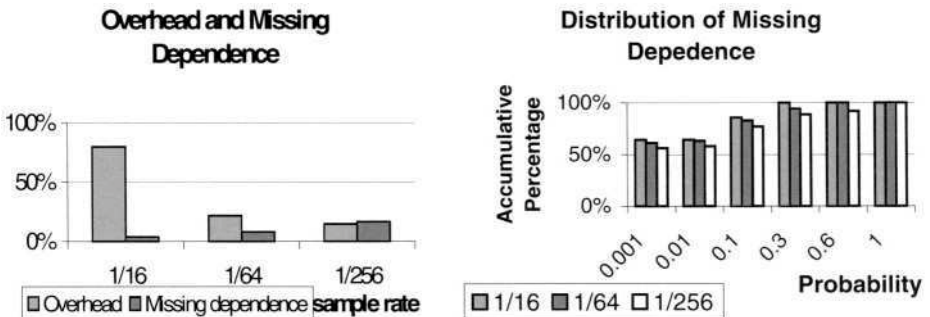 Overhead and Missing
Dependence
100%
50%
0%
1/16 1/64 1/256
Overhead Missing dependence sample rate
Distribution of Missing
Depedence
Accumulative
Percentage
100%
50%
0%
0.001 0.01 0.1 0.3 0.6 1
Probability
1/16 1/64 1/256